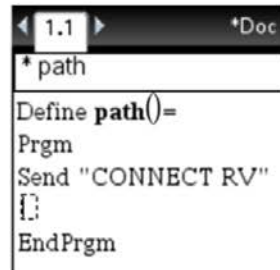 1.1 *Doc
* path
Define path()=
Prgm
Send "CONNECT RV"
EndPrgm